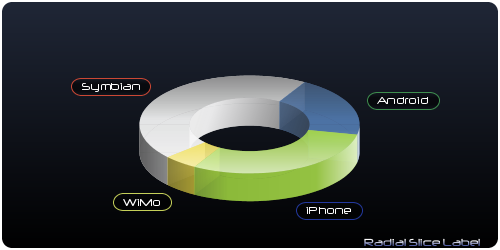 Symbian
Android
WiMo
iPhone
Radial Slice Label